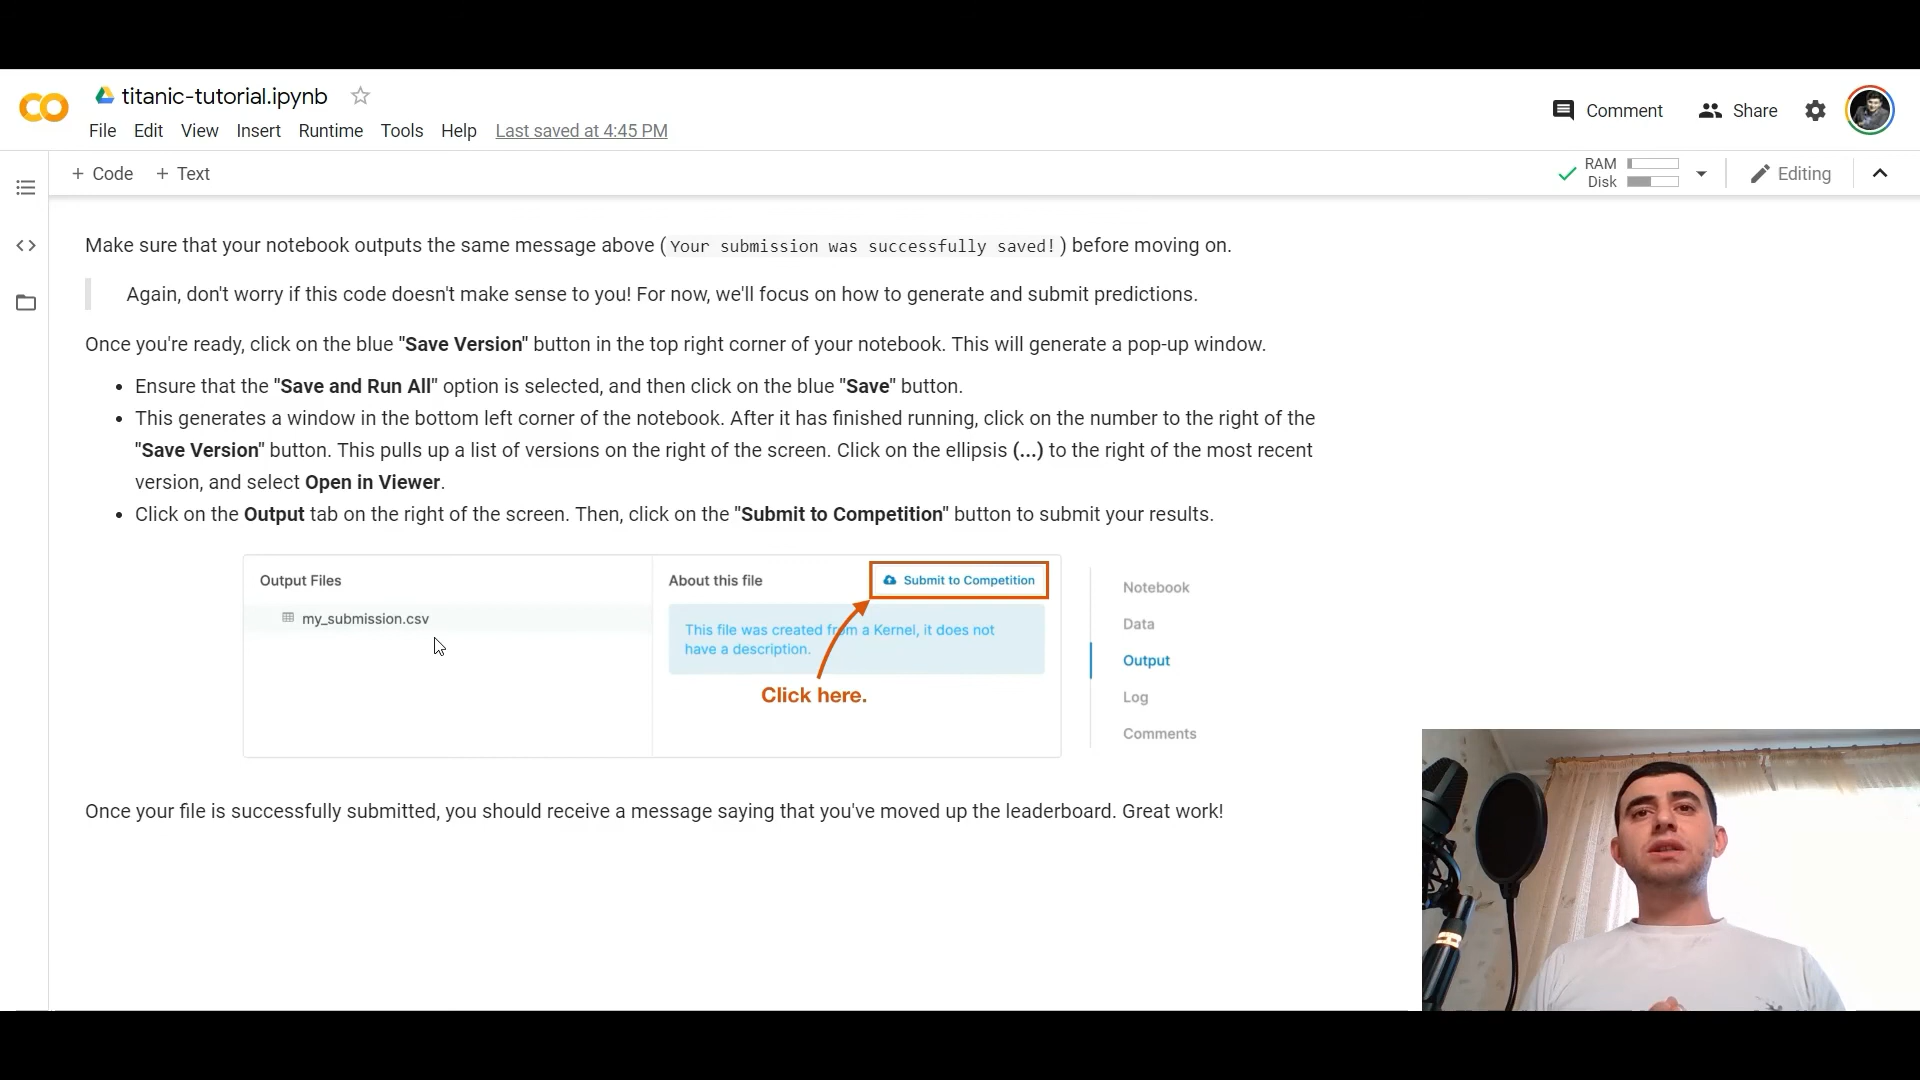 titanic-tutorial.ipynb
File Edit View Insert Runtime Tools Help Last saved at 4:45 PM
Comment Share
+ Code + Text
RAM
Disk
Editing
Make sure that your notebook outputs the same message above (Your submission was successfully saved!) before moving on.
Again, don't worry if this code doesn't make sense to you! For now, we'll focus on how to generate and submit predictions.
Once you're ready, click on the blue "Save Version" button in the top right corner of your notebook. This will generate a pop-up window.
• Ensure that the "Save and Run All" option is selected, and then click on the blue "Save" button.
• This generates a window in the bottom left corner of the notebook. After it has finished running, click on the number to the right of the
"Save Version" button. This pulls up a list of versions on the right of the screen. Click on the ellipsis (...) to the right of the most recent
version, and select Open in Viewer.
• Click on the Output tab on the right of the screen. Then, click on the "Submit to Competition" button to submit your results.
Output Files
my_submission.csv
About this file
Submit to Competition
This file was created from a Kernel, it does not
have a description.
Click here.
Notebook
Data
Output
Log
Comments
Once your file is successfully submitted, you should receive a message saying that you've moved up the leaderboard. Great work!